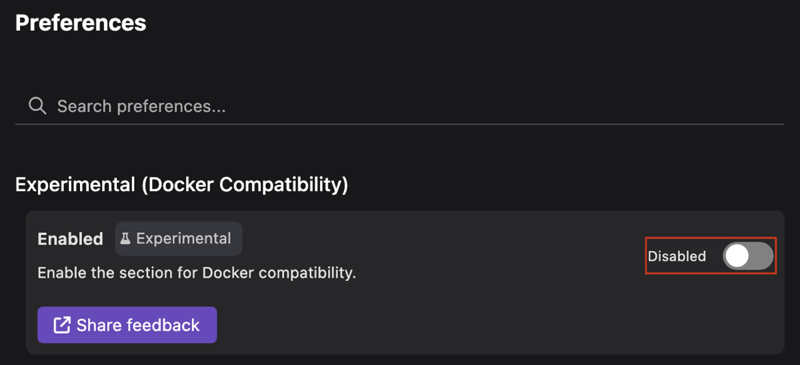 Preferences
Search preferences...
Experimental (Docker Compatibility)
Enabled Experimental
Disabled
Enable the section for Docker compatibility.
Share feedback